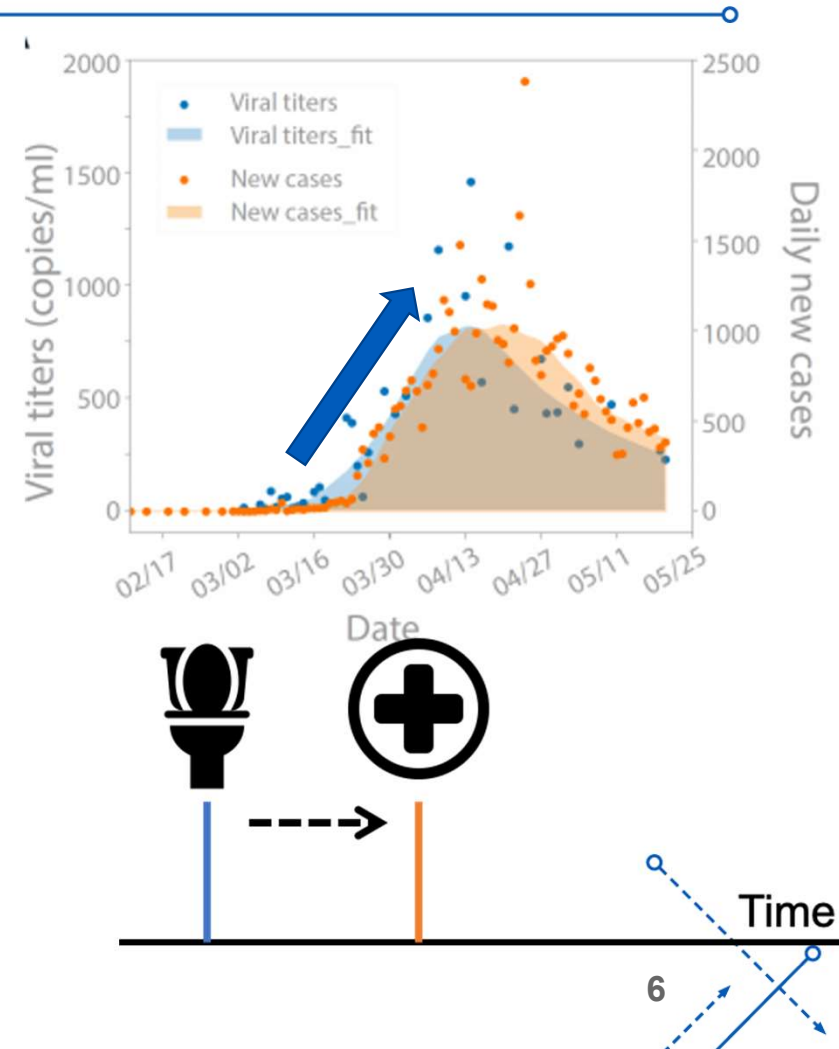 2000
1500
1000
500
0
Viral titers (copies/ml)
Viral titers
Viral titers_fit
New cases
New cases_fit
2500
2000
1500
1000
500
0
Daily new cases
02/17
03/02
03/16
03/30
04/13
04/27
05/11
05/25
Date
Time
6